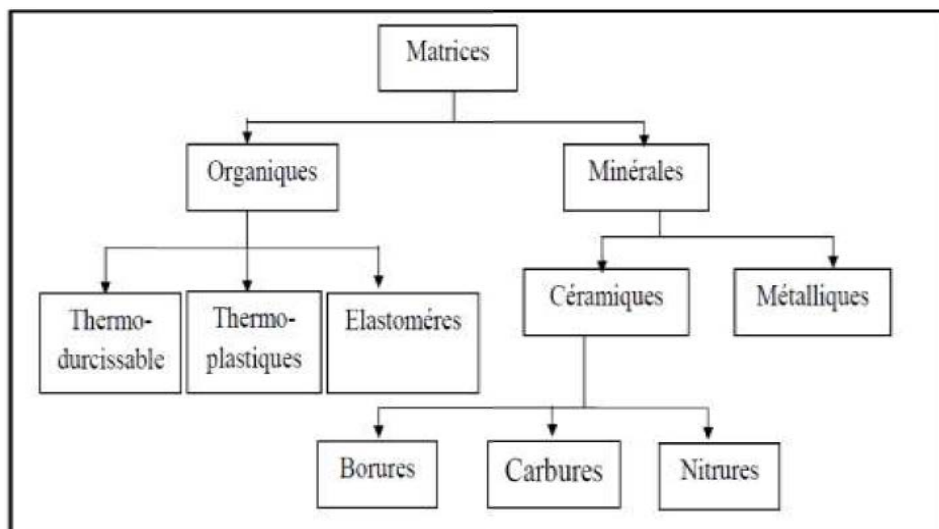 Matrices
Organiques
Minérales
Thermo-
durcissable
Thermo-
plastiques
Elastoméres
Céramiques
Métalliques
Borures
Carbures
Nitrures